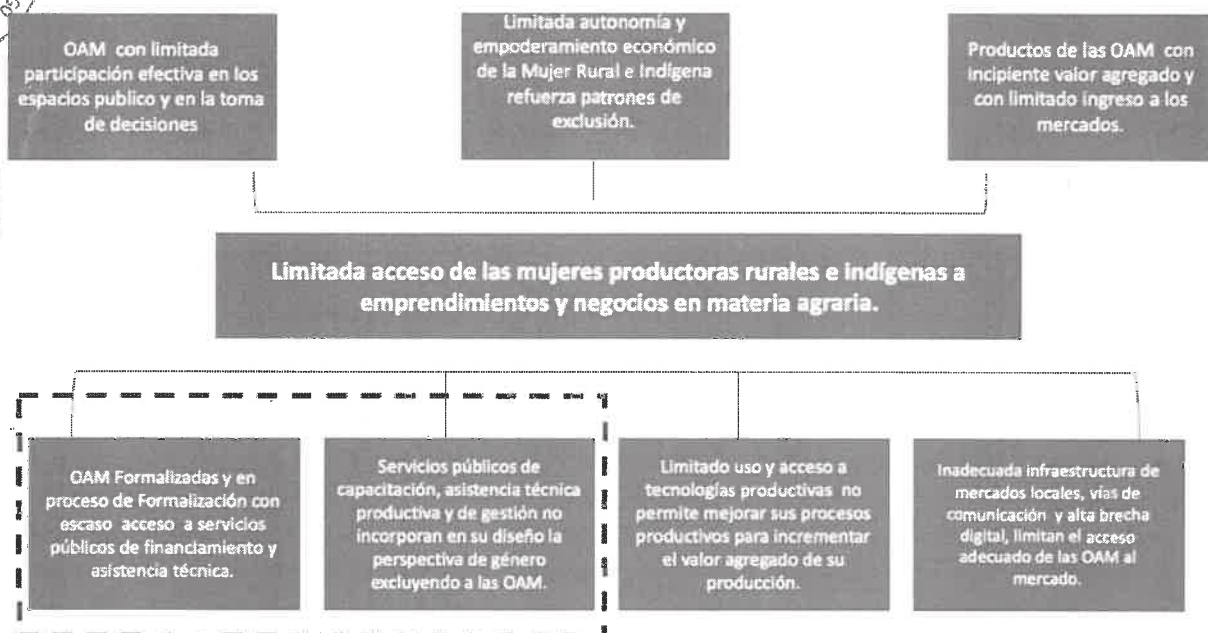 OAM con limitada
participación efectiva en los
espacios publico y en la toma
de decisiones
Limitada autonomía y
empoderamiento económico
de la Mujer Rural e Indígena
refuerza patrones de
exclusión.
Productos de las OAM con
incipiente valor agregado y
con limitado ingreso a los
mercados.
Limitada acceso de las mujeres productoras rurales e indígenas a
emprendimientos y negocios en materia agraria.
OAM Formalizadas y en
proceso de Formalización con
escaso acceso a servicios
públicos de financiamiento y
asistencia técnica.
Servicios públicos de
capacitación, asistencia técnica
productiva y de gestión no
incorporan en su diseño la
perspectiva de género
excluyendo a las OAM.
Limitado uso y acceso a
tecnologías productivas no
permite mejorar sus procesos
productivos para incrementar
el valor agregado de su
producción.
Inadecuada infraestructura de
mercados locales, vías de
comunicación y alta brecha
digital, limitan el acceso
adecuado de las OAM al
mercado.